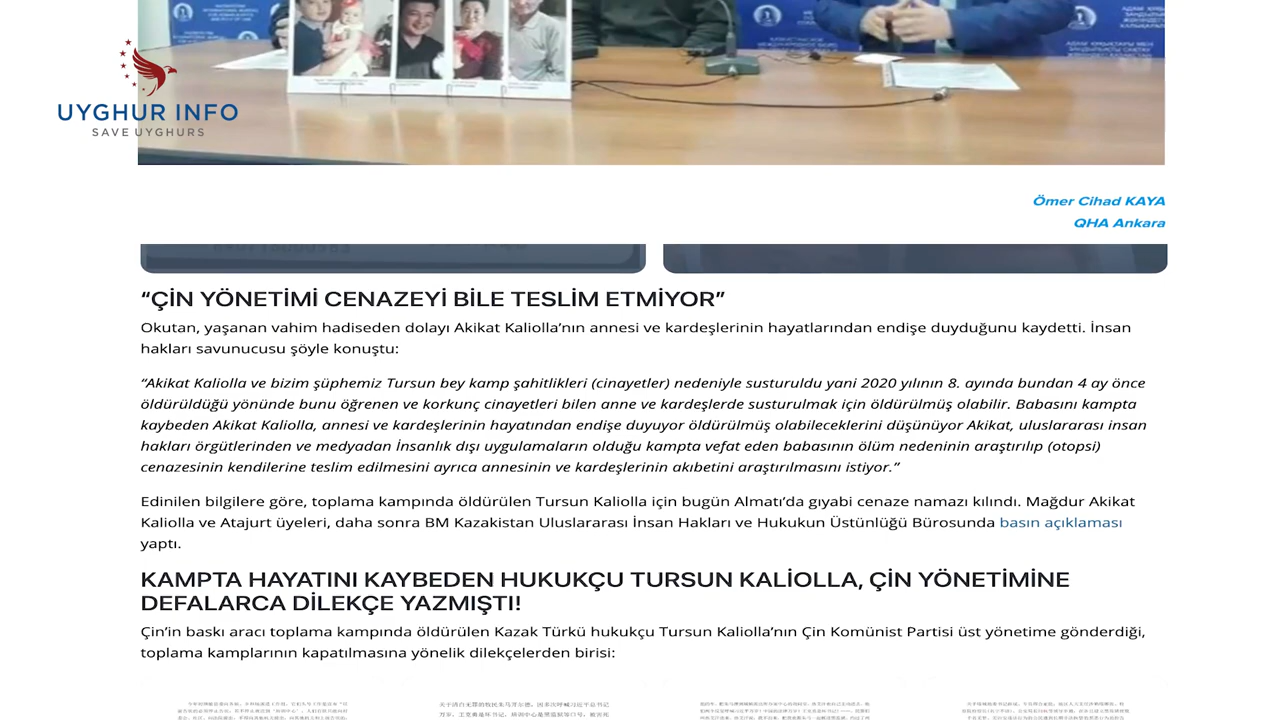 UYGHUR INFO
SAVE UYGHURS
Ömer Cihad KAYA
QHA Ankara
“ÇİN YÖNETİMİ CENAZEYİ BİLE TESLİM ETMİYOR”
Okutan, yaşanan vahim hadiseden dolayı Akikat Kaliolla’nın annesi ve kardeşlerinin hayatlarından endişe duyduğunu kaydetti. İnsan
hakları savunucusu şöyle konuştu:
“Akikat Kaliolla ve bizim şüphemiz Tursun bey kamp şahitlikleri (cinayetler) nedeniyle susturuldu yani 2020 yılının 8. ayında bundan 4 ay önce
öldürüldüğü yönünde bunu öğrenen ve korkunç cinayetleri bilen anne ve kardeşlerde susturulmak için öldürülmüş olabilir. Babasını kampta
kaybeden Akikat Kaliolla, annesi ve kardeşlerinin hayatından endişe duyuyor öldürülmüş olabileceklerini düşünüyor Akikat, uluslararası insan
hakları örgütlerinden ve medyadan İnsanlık dışı uygulamaların olduğu kampta vefat eden babasının ölüm nedeninin araştırılıp (otopsi)
cenazesinin kendilerine teslim edilmesini ayrıca annesinin ve kardeşlerinin akıbetini araştırılmasını istiyor.”
Edinilen bilgilere göre, toplama kampında öldürülen Tursun Kaliolla için bugün Almatı’da gıyabi cenaze namazı kılındı. Mağdur Akikat
Kaliolla ve Atajurt üyeleri, daha sonra BM Kazakistan Uluslararası İnsan Hakları ve Hukukun Üstünlüğü Bürosunda basın açıklaması
yaptı.
KAMPTA HAYATINI KAYBEDEN HUKUKÇU TURSUN KALİOLLA, ÇİN YÖNETİMİNE
DEFALARCA DİLEKÇE YAZMIŞTI!
Çin’in baskı aracı toplama kampında öldürülen Kazak Türkü hukukçu Tursun Kaliolla’nın Çin Komünist Partisi üst yönetime gönderdiği,
toplama kamplarının kapatılmasına yönelik dilekçelerden birisi: